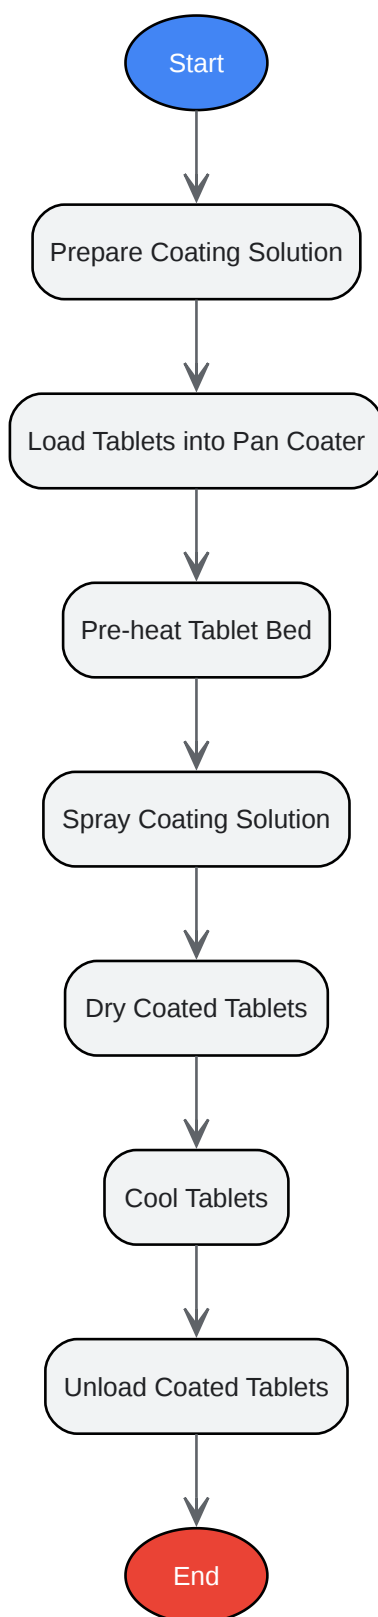 Start
Prepare Coating Solution
Load Tablets into Pan Coater
Pre-heat Tablet Bed
Spray Coating Solution
Dry Coated Tablets
Cool Tablets
Unload Coated Tablets
End